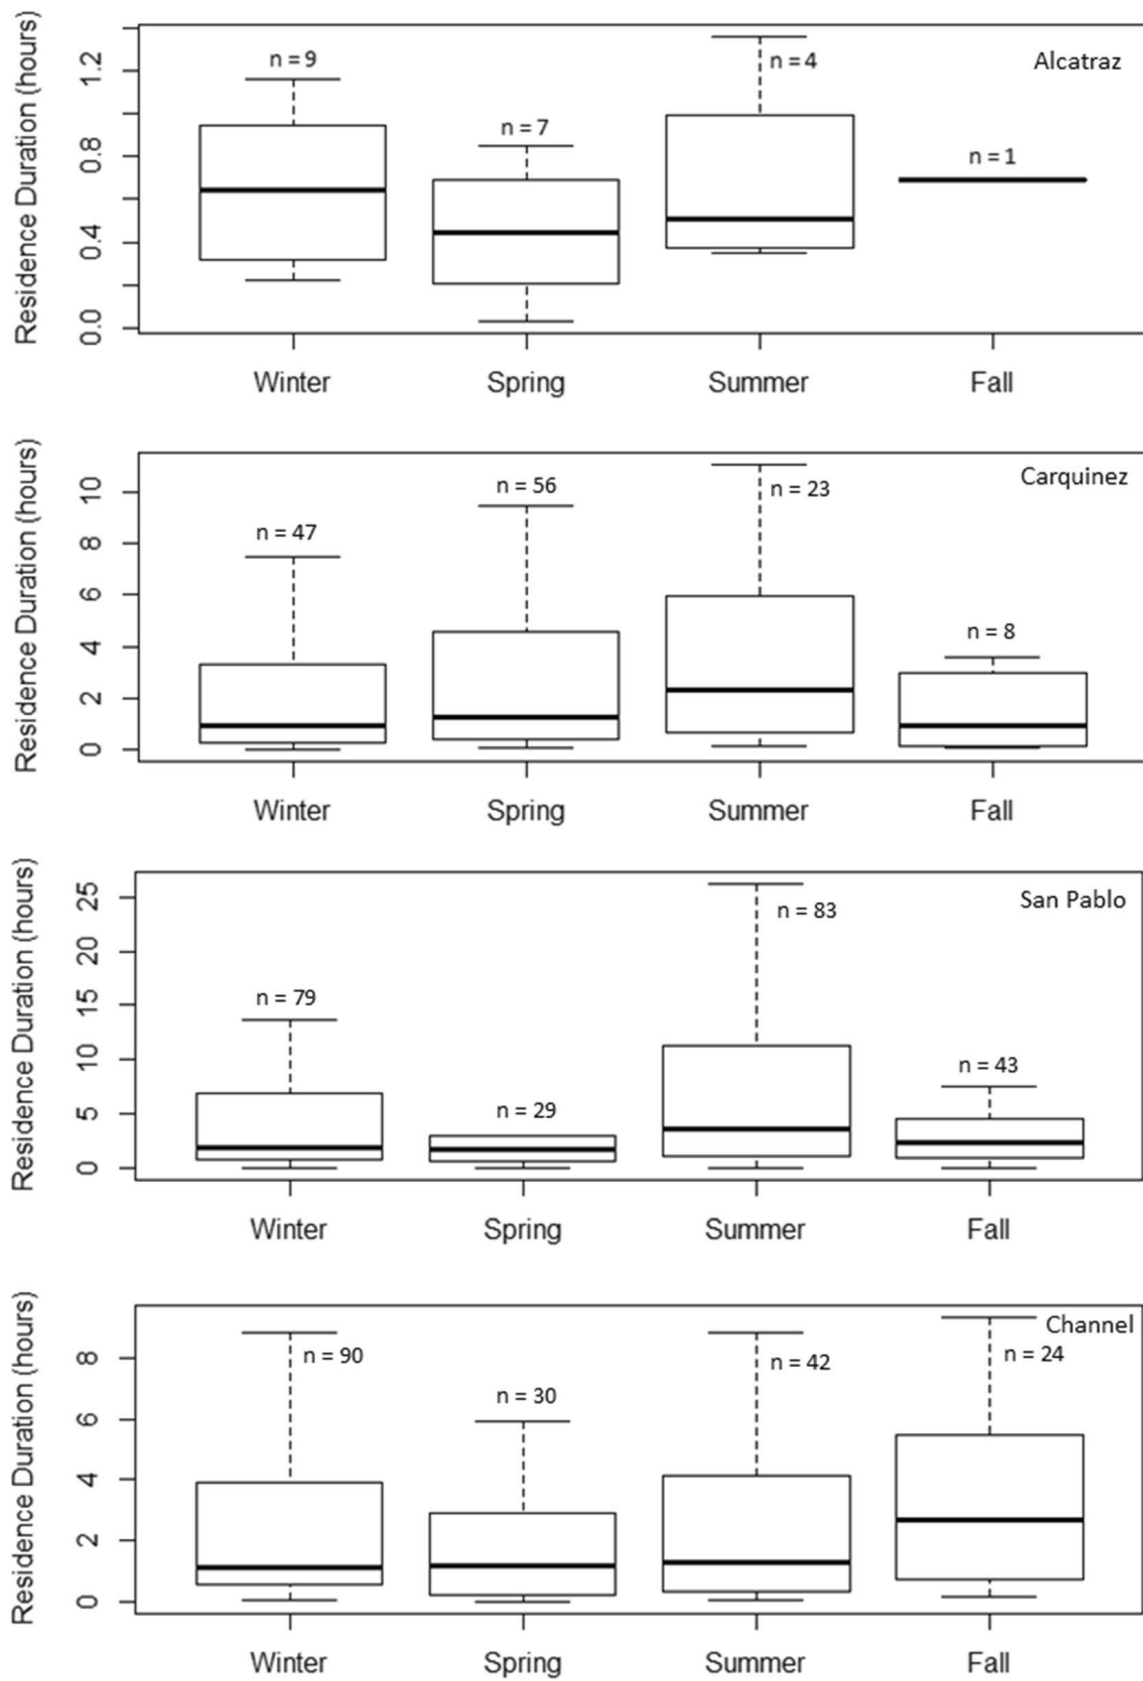 Residence Duration (hours)
0.0 0.4 0.8 1.2
n = 9
n = 7
n = 4
n = 1
Alcatraz
Winter Spring Summer Fall
Residence Duration (hours)
0 2 4 6 8 10
n = 47
n = 56
n = 23
n = 8
Carquinez
Winter Spring Summer Fall
Residence Duration (hours)
0 5 10 15 20 25
n = 79
n = 29
n = 83
n = 43
San Pablo
Winter Spring Summer Fall
Residence Duration (hours)
0 2 4 6 8
n = 90
n = 30
n = 42
n = 24
Channel
Winter Spring Summer Fall